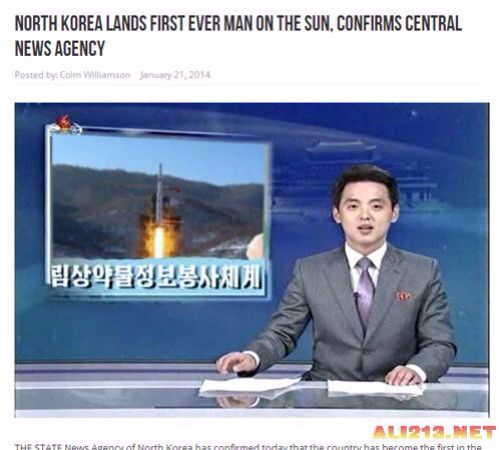 NORTH KOREA LANDS FIRST EVER MAN ON THE SUN, CONFIRMS CENTRAL
NEWS AGENCY
Posted by: Colm Williamson January 21, 2014
림상약물정보봉사체계
ALI213.NET
THE STATE News Agency of North Korea has confirmed today that the country has become the first in the